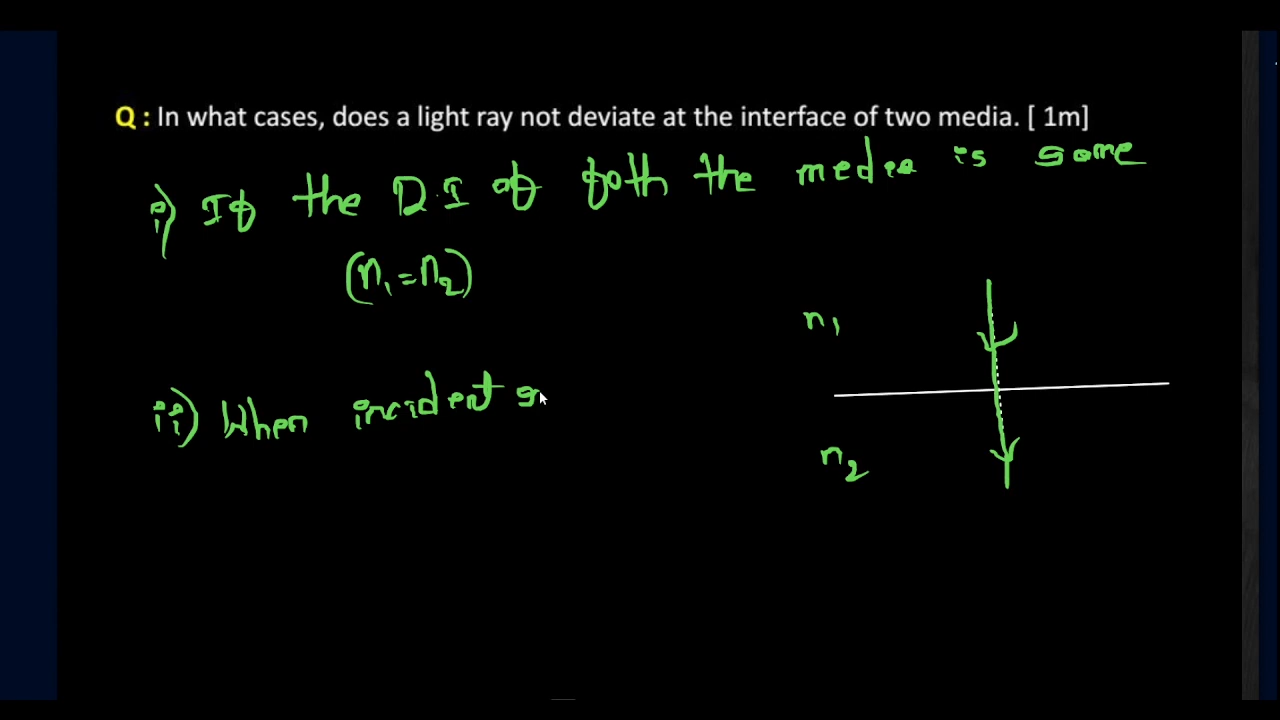 Q : In what cases, does a light ray not deviate at the interface of two media. [ 1m]
i) If the D.I of both the media is same
(n₁ = n₂)
n₁
ii) When incident
n₂